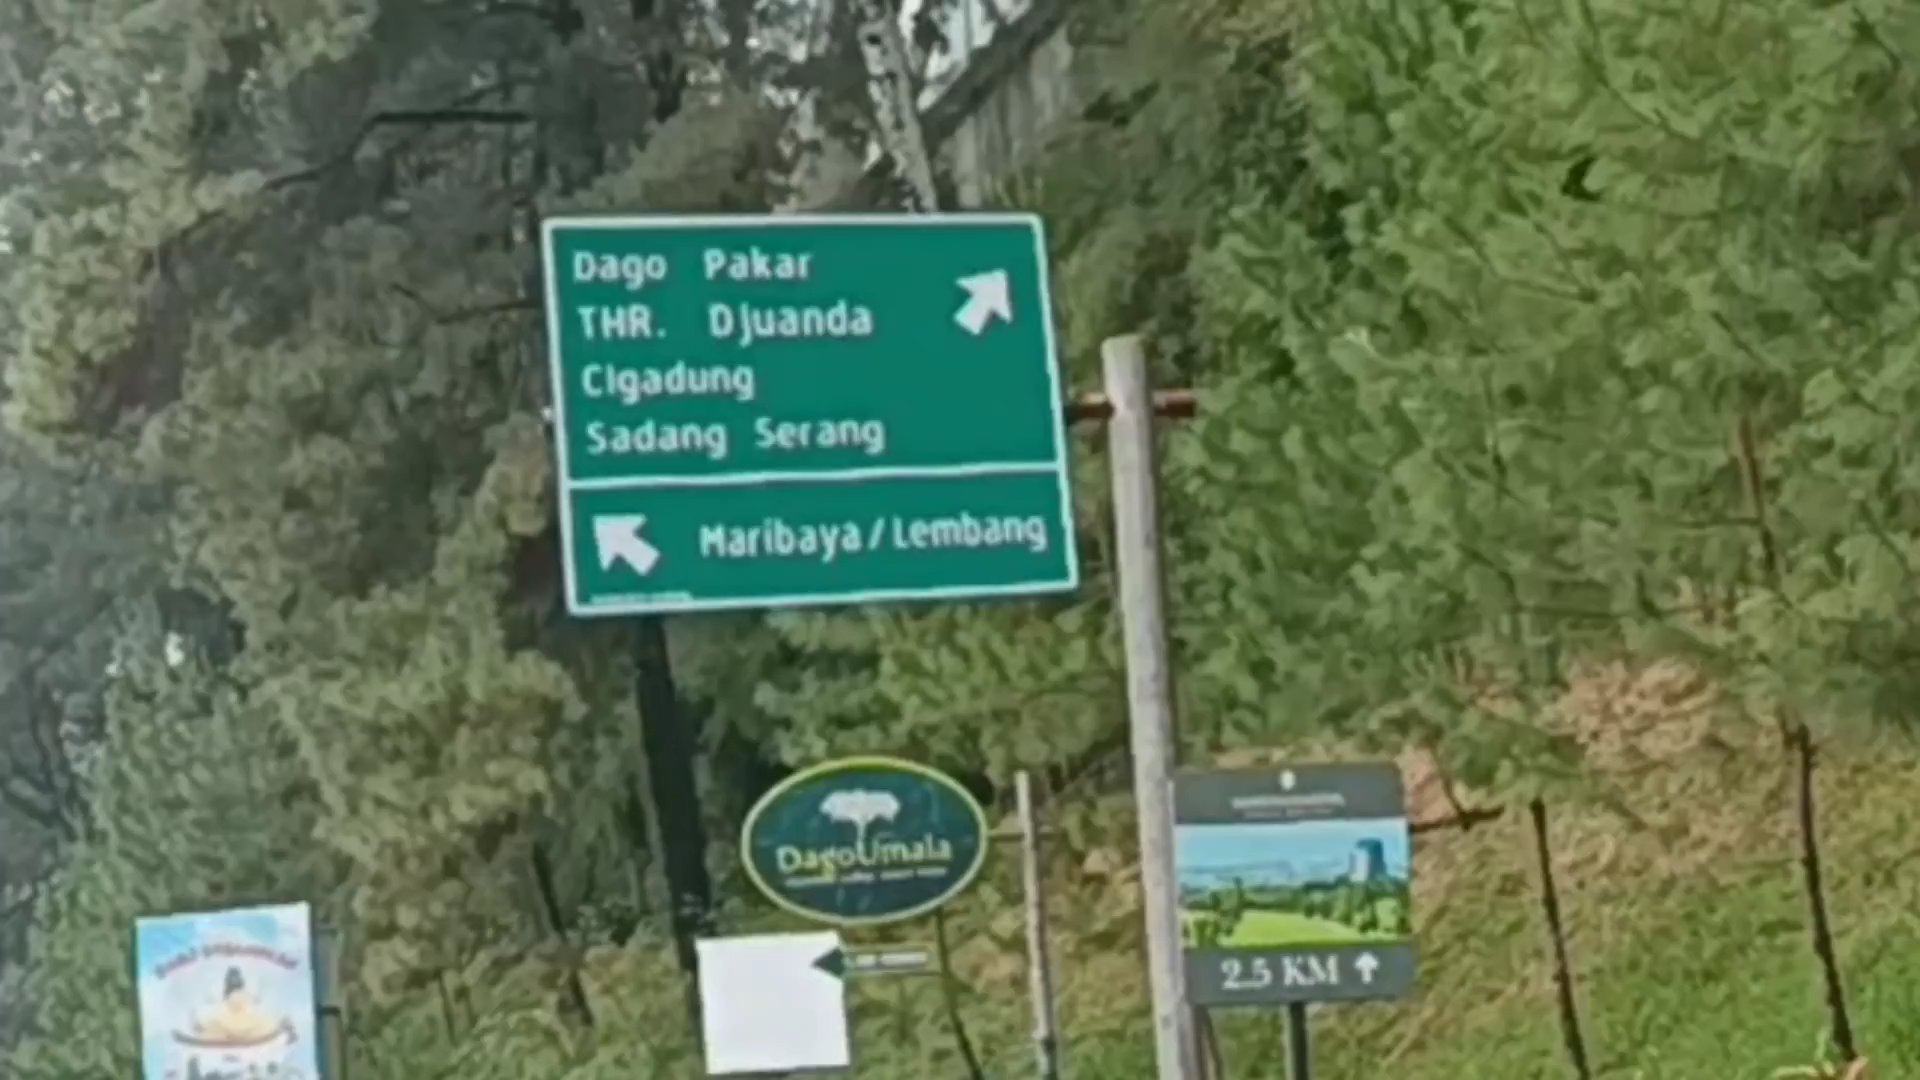 Dago Pakar
THR. Djuanda
Cigadung
Sadang Serang
Maribaya/Lembang
DagoUmala
2.5 KM